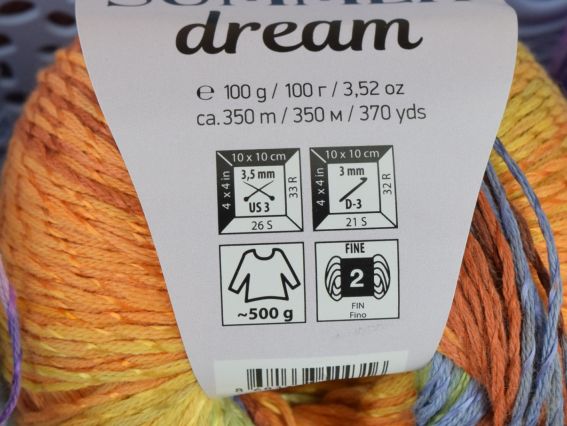 SUMMER
dream
℮ 100 g / 100 г / 3,52 oz
ca. 350 m / 350 м / 370 yds
10 x 10 cm
4 x 4 in
3,5 mm
US 3
33 R
26 S
10 x 10 cm
4 x 4 in
3 mm
D-3
32 R
21 S
~500 g
FINE
2
FIN
Fino